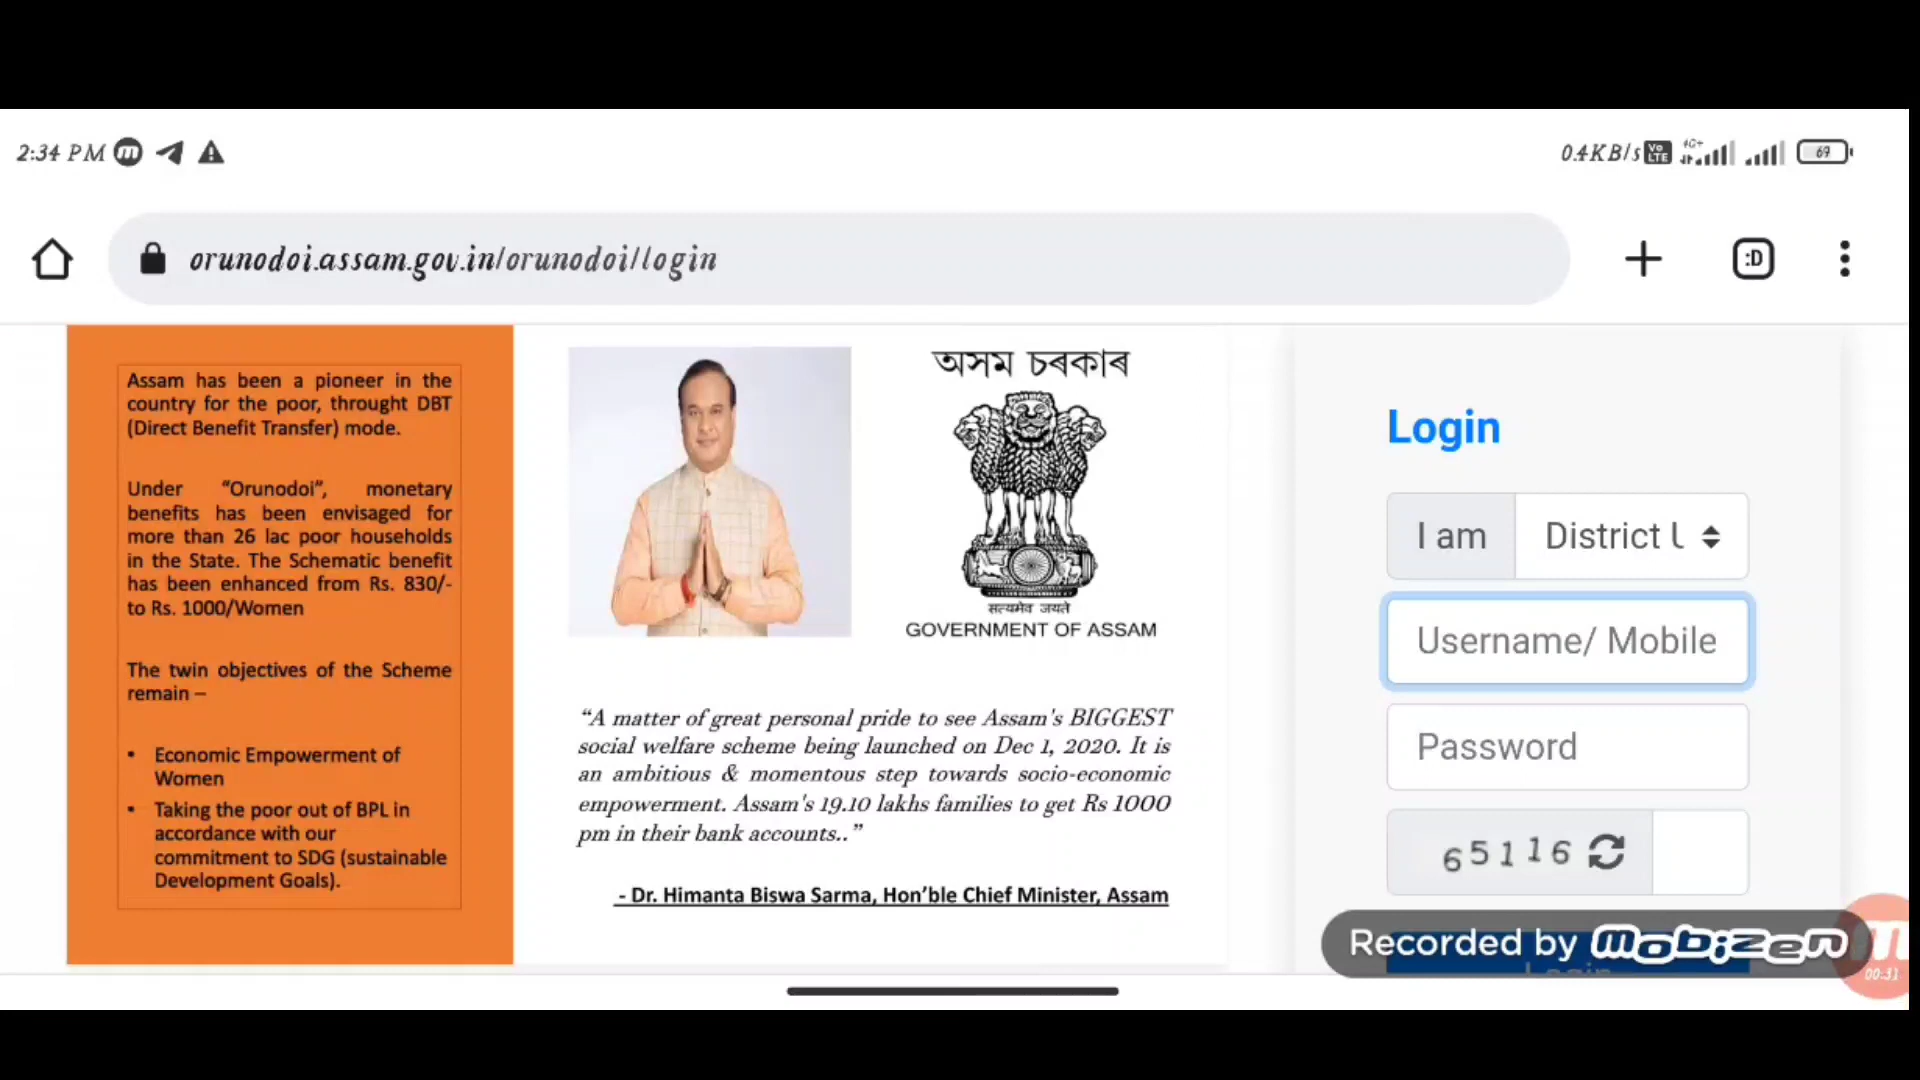 2:34 PM
0.4KB/s Vo LTE 4G+ 69
orunodoi.assam.gov.in/orunodoi/login
:D
Assam has been a pioneer in the
country for the poor, throught DBT
(Direct Benefit Transfer) mode.
Under “Orunodoi”, monetary
benefits has been envisaged for
more than 26 lac poor households
in the State. The Schematic benefit
has been enhanced from Rs. 830/-
to Rs. 1000/Women
The twin objectives of the Scheme
remain –
• Economic Empowerment of
Women
• Taking the poor out of BPL in
accordance with our
commitment to SDG (sustainable
Development Goals).
অসম চৰকাৰ
सत्यमेव जयते
GOVERNMENT OF ASSAM
“A matter of great personal pride to see Assam's BIGGEST
social welfare scheme being launched on Dec 1, 2020. It is
an ambitious & momentous step towards socio-economic
empowerment. Assam's 19.10 lakhs families to get Rs 1000
pm in their bank accounts..”
- Dr. Himanta Biswa Sarma, Hon’ble Chief Minister, Assam
Login
I am District U
Username/ Mobile
Password
65116
Login
Recorded by mobizen
00:31